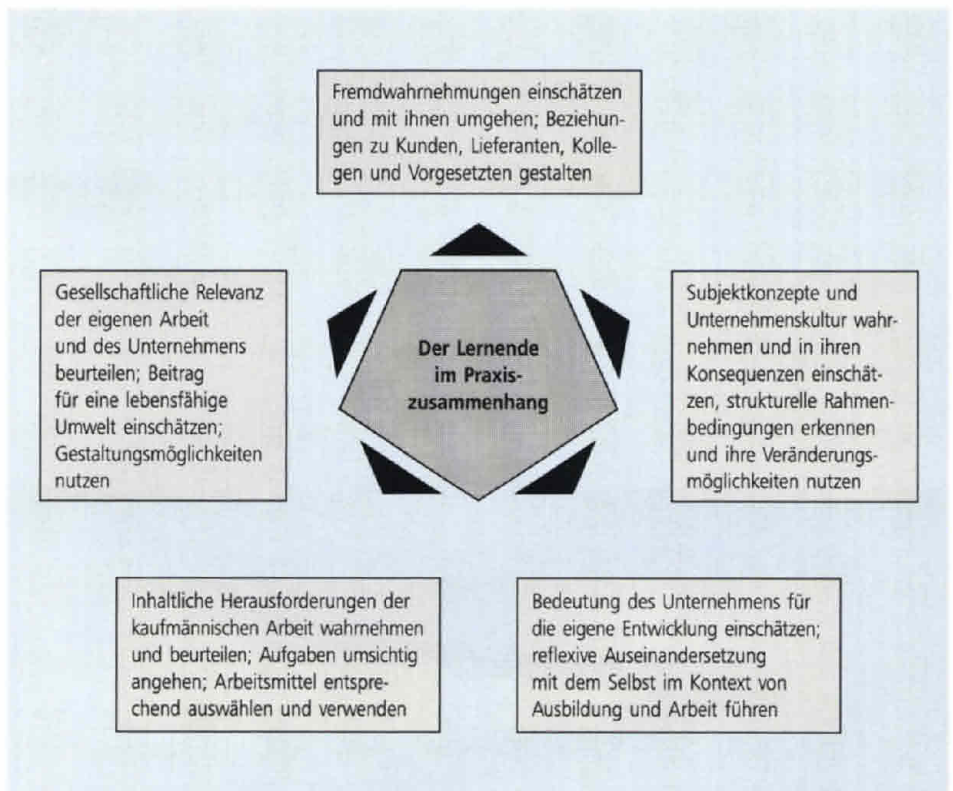 Fremdwahrnehmungen einschätzen
und mit ihnen umgehen; Beziehun-
gen zu Kunden, Lieferanten, Kolle-
gen und Vorgesetzten gestalten
Gesellschaftliche Relevanz
der eigenen Arbeit
und des Unternehmens
beurteilen; Beitrag
für eine lebensfähige
Umwelt einschätzen;
Gestaltungsmöglichkeiten
nutzen
Der Lernende
im Praxis-
zusammenhang
Subjektkonzepte und
Unternehmenskultur wahr-
nehmen und in ihren
Konsequenzen einschät-
zen, strukturelle Rahmen-
bedingungen erkennen
und ihre Veränderungs-
möglichkeiten nutzen
Inhaltliche Herausforderungen der
kaufmännischen Arbeit wahrnehmen
und beurteilen; Aufgaben umsichtig
angehen; Arbeitsmittel entspre-
chend auswählen und verwenden
Bedeutung des Unternehmens für
die eigene Entwicklung einschätzen;
reflexive Auseinandersetzung
mit dem Selbst im Kontext von
Ausbildung und Arbeit führen